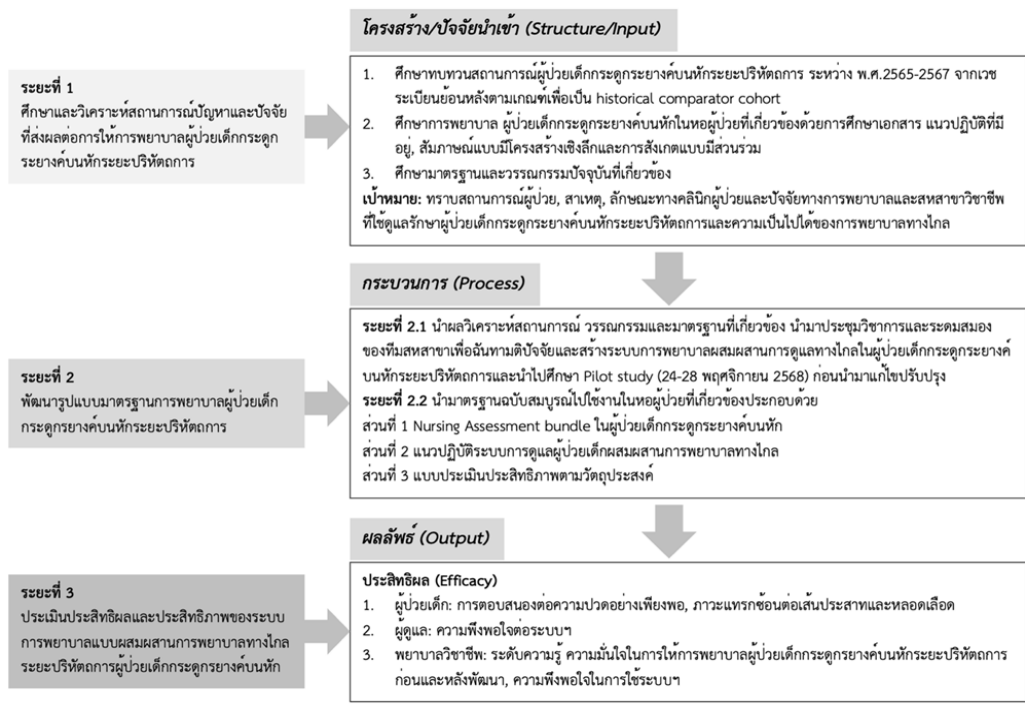 โครงสร้าง/ปัจจัยนำเข้า (Structure/Input)
ระยะที่ 1
ศึกษาและวิเคราะห์สถานการณ์ปัญหาและปัจจัย
ที่ส่งผลต่อการให้การพยาบาลผู้ป่วยเด็กกระดูก
ระยางค์บนหักระยะปริหัตถการ
1. ศึกษาทบทวนสถานการณ์ผู้ป่วยเด็กกระดูกระยางค์บนหักระยะปริหัตถการ ระหว่าง พ.ศ.2565-2567 จากเวช
ระเบียนย้อนหลังตามเกณฑ์เพื่อเป็น historical comparator cohort
2. ศึกษาการพยาบาล ผู้ป่วยเด็กกระดูกระยางค์บนหักในหอผู้ป่วยที่เกี่ยวข้องด้วยการศึกษาเอกสาร แนวปฏิบัติที่มี
อยู่, สัมภาษณ์แบบมีโครงสร้างเชิงลึกและการสังเกตแบบมีส่วนร่วม
3. ศึกษามาตรฐานและวรรณกรรมปัจจุบันที่เกี่ยวข้อง
เป้าหมาย: ทราบสถานการณ์ผู้ป่วย, สาเหตุ, ลักษณะทางคลินิกผู้ป่วยและปัจจัยทางการพยาบาลและสหสาขาวิชาชีพ
ที่ใช้ดูแลรักษาผู้ป่วยเด็กกระดูกระยางค์บนหักระยะปริหัตถการและความเป็นไปได้ของการพยาบาลทางไกล
กระบวนการ (Process)
ระยะที่ 2
พัฒนารูปแบบมาตรฐานการพยาบาลผู้ป่วยเด็ก
กระดูกรยางค์บนหักระยะปริหัตถการ
ระยะที่ 2.1 นำผลวิเคราะห์สถานการณ์ วรรณกรรมและมาตรฐานที่เกี่ยวข้อง นำมาประชุมวิชาการและระดมสมอง
ของทีมสหสาขาเพื่อฉันทามติปัจจัยและสร้างระบบการพยาบาลผสมผสานการดูแลทางไกลในผู้ป่วยเด็กกระดูกระยางค์
บนหักระยะปริหัตถการและนำไปศึกษา Pilot study (24-28 พฤศจิกายน 2568) ก่อนนำมาแก้ไขปรับปรุง
ระยะที่ 2.2 นำมาตรฐานฉบับสมบูรณ์ไปใช้งานในหอผู้ป่วยที่เกี่ยวข้องประกอบด้วย
ส่วนที่ 1 Nursing Assessment bundle ในผู้ป่วยเด็กกระดูกระยางค์บนหัก
ส่วนที่ 2 แนวปฏิบัติระบบการดูแลผู้ป่วยเด็กผสมผสานการพยาบาลทางไกล
ส่วนที่ 3 แบบประเมินประสิทธิภาพตามวัตถุประสงค์
ผลลัพธ์ (Output)
ระยะที่ 3
ประเมินประสิทธิผลและประสิทธิภาพของระบบ
การพยาบาลแบบผสมผสานการพยาบาลทางไกล
ระยะปริหัตถการผู้ป่วยเด็กกระดูกรยางค์บนหัก
ประสิทธิผล (Efficacy)
1. ผู้ป่วยเด็ก: การตอบสนองต่อความปวดอย่างเพียงพอ, ภาวะแทรกซ้อนต่อเส้นประสาทและหลอดเลือด
2. ผู้ดูแล: ความพึงพอใจต่อระบบฯ
3. พยาบาลวิชาชีพ: ระดับความรู้ ความมั่นใจในการให้การพยาบาลผู้ป่วยเด็กกระดูกรยางค์บนหักระยะปริหัตถการ
ก่อนและหลังพัฒนา, ความพึงพอใจในการใช้ระบบฯ